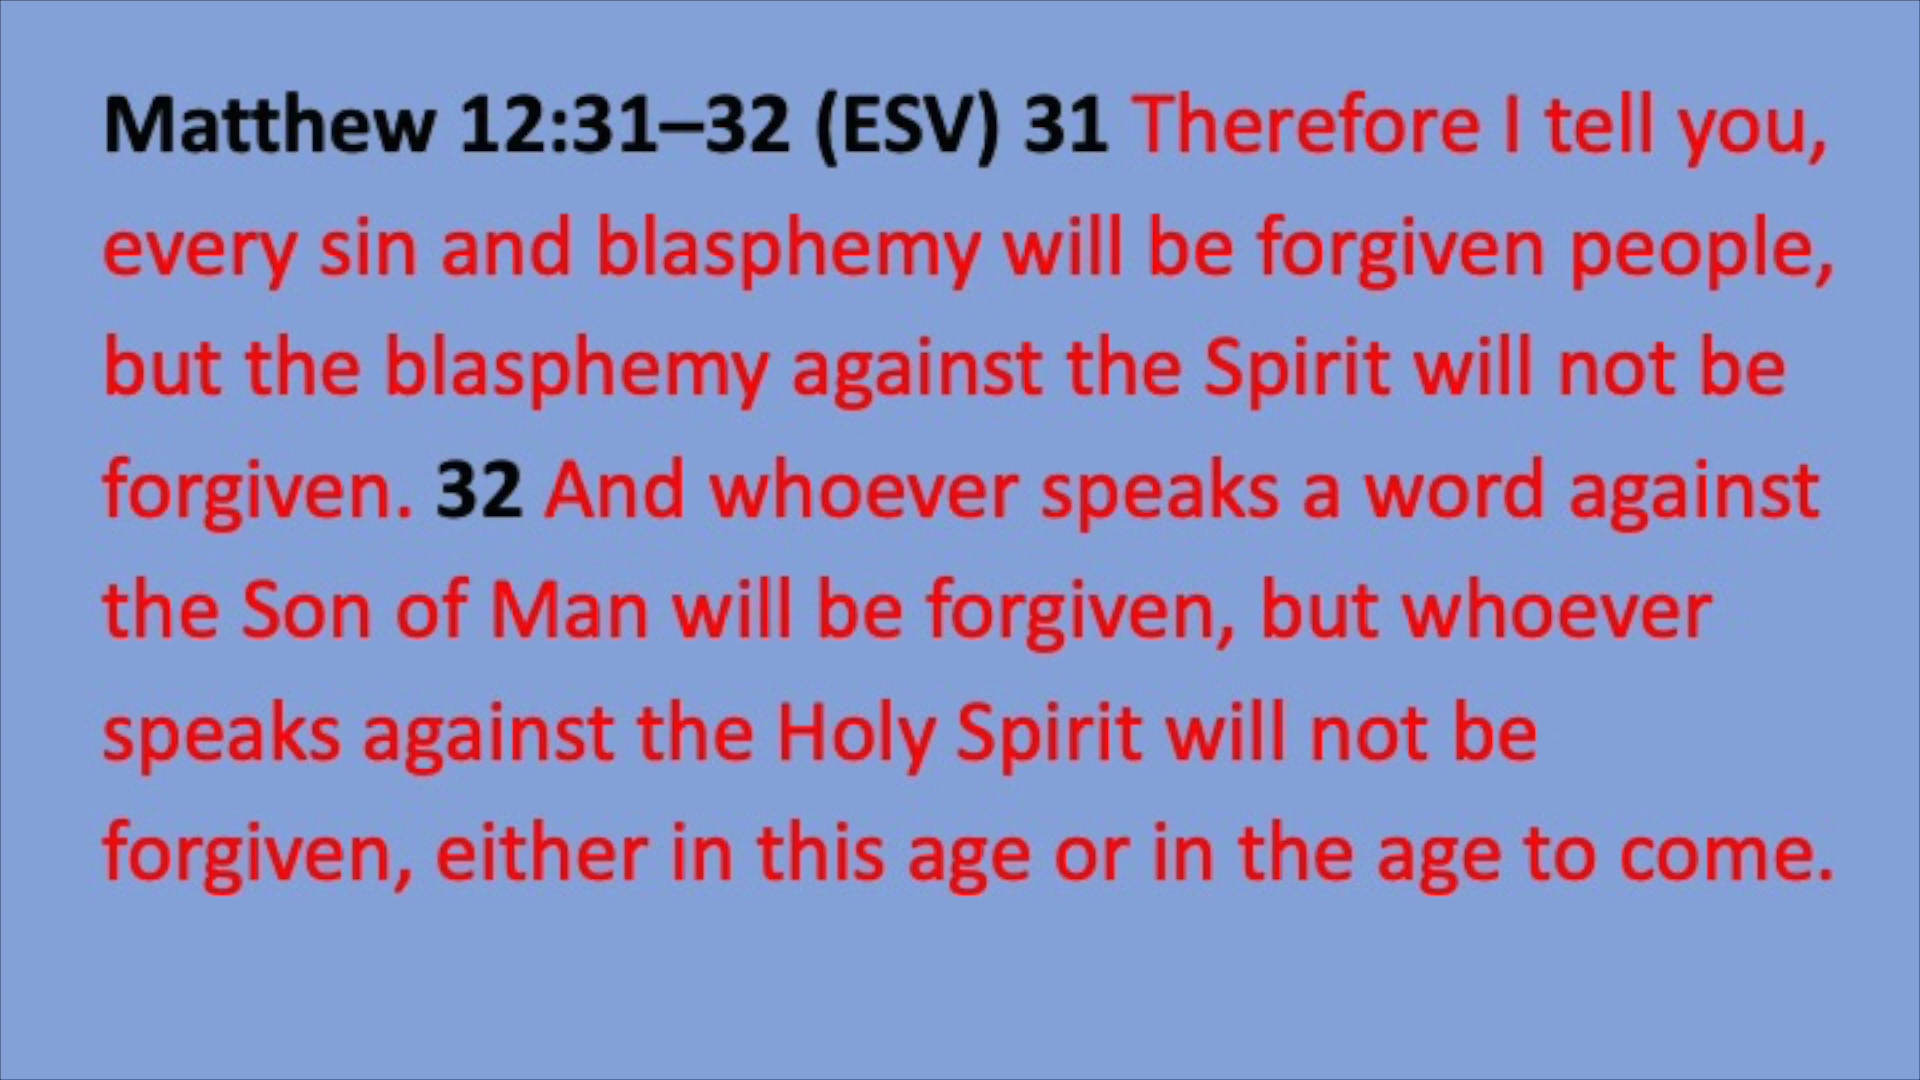 Matthew 12:31–32 (ESV) 31 Therefore I tell you,
every sin and blasphemy will be forgiven people,
but the blasphemy against the Spirit will not be
forgiven. 32 And whoever speaks a word against
the Son of Man will be forgiven, but whoever
speaks against the Holy Spirit will not be
forgiven, either in this age or in the age to come.